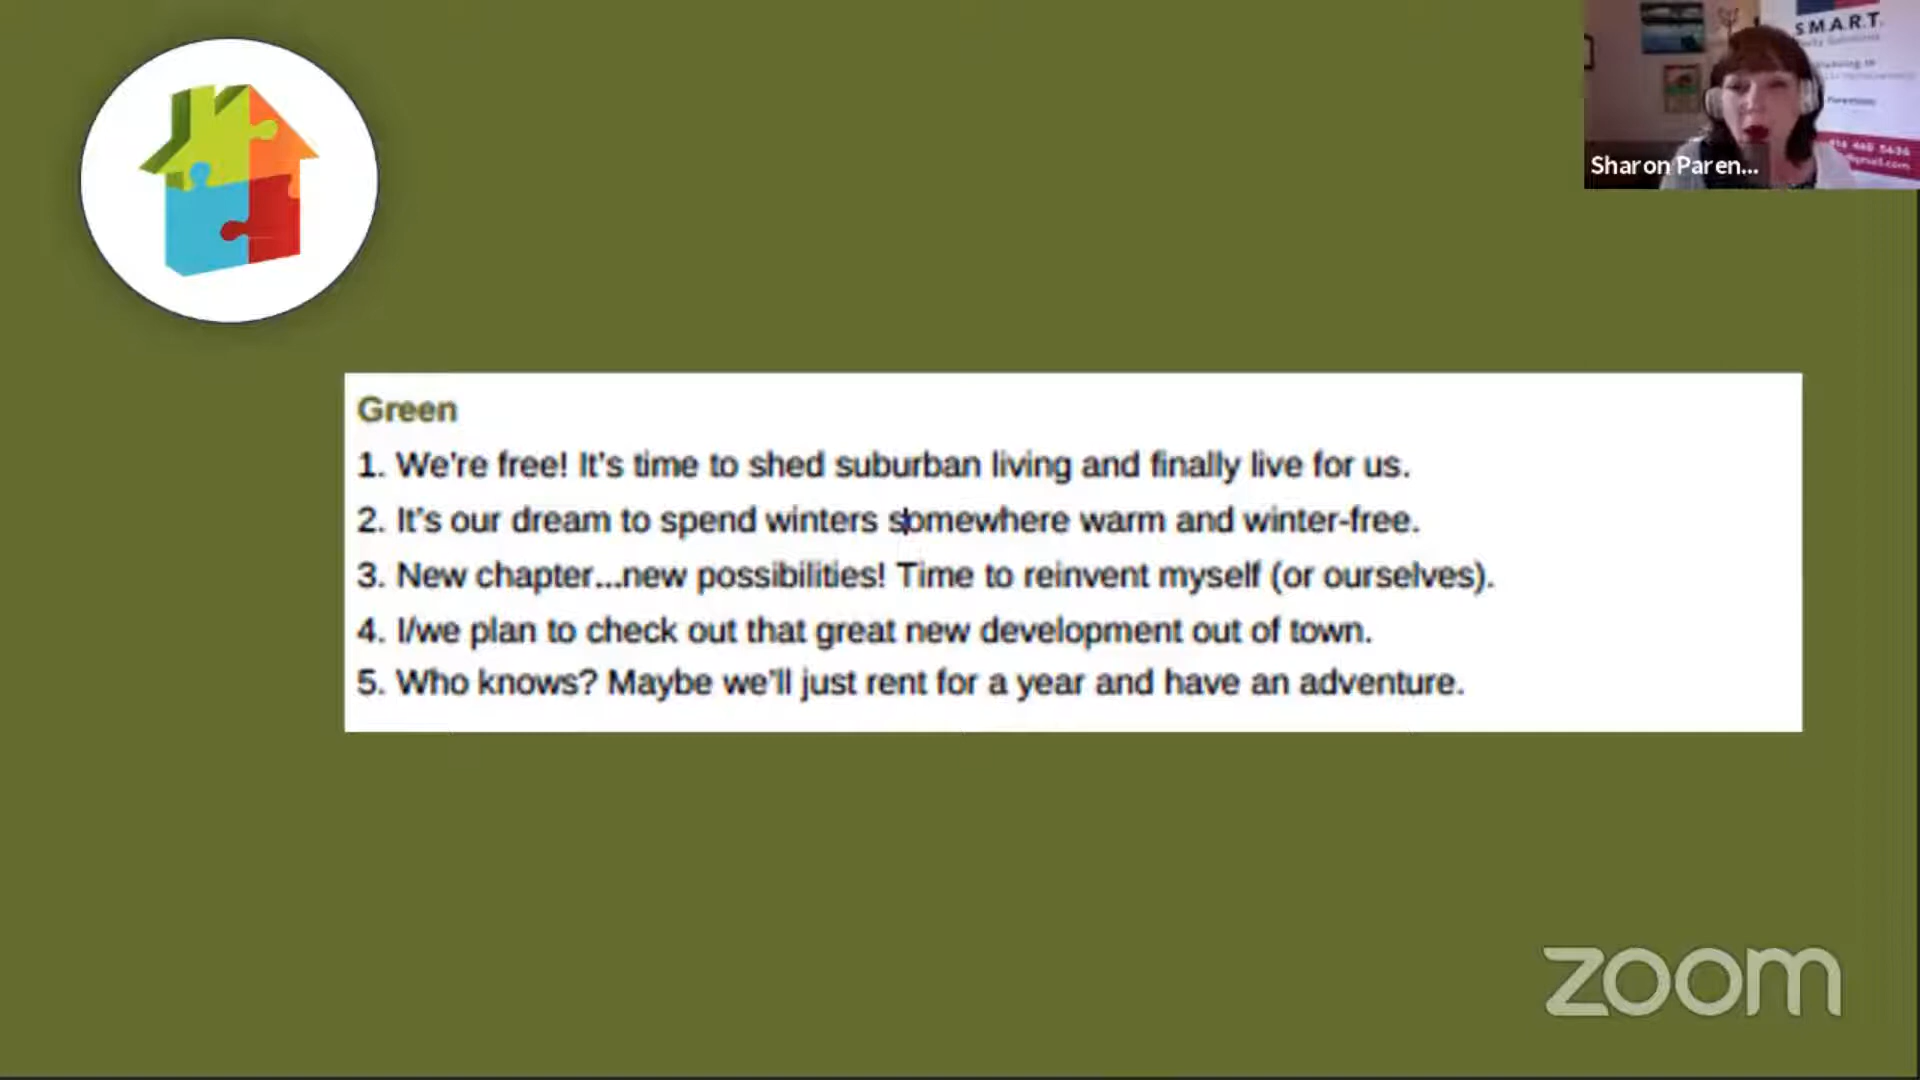 S.M.A.R.T.
Sharon Paren...
Green
1. We're free! It's time to shed suburban living and finally live for us.
2. It's our dream to spend winters somewhere warm and winter-free.
3. New chapter...new possibilities! Time to reinvent myself (or ourselves).
4. I/we plan to check out that great new development out of town.
5. Who knows? Maybe we'll just rent for a year and have an adventure.
zoom